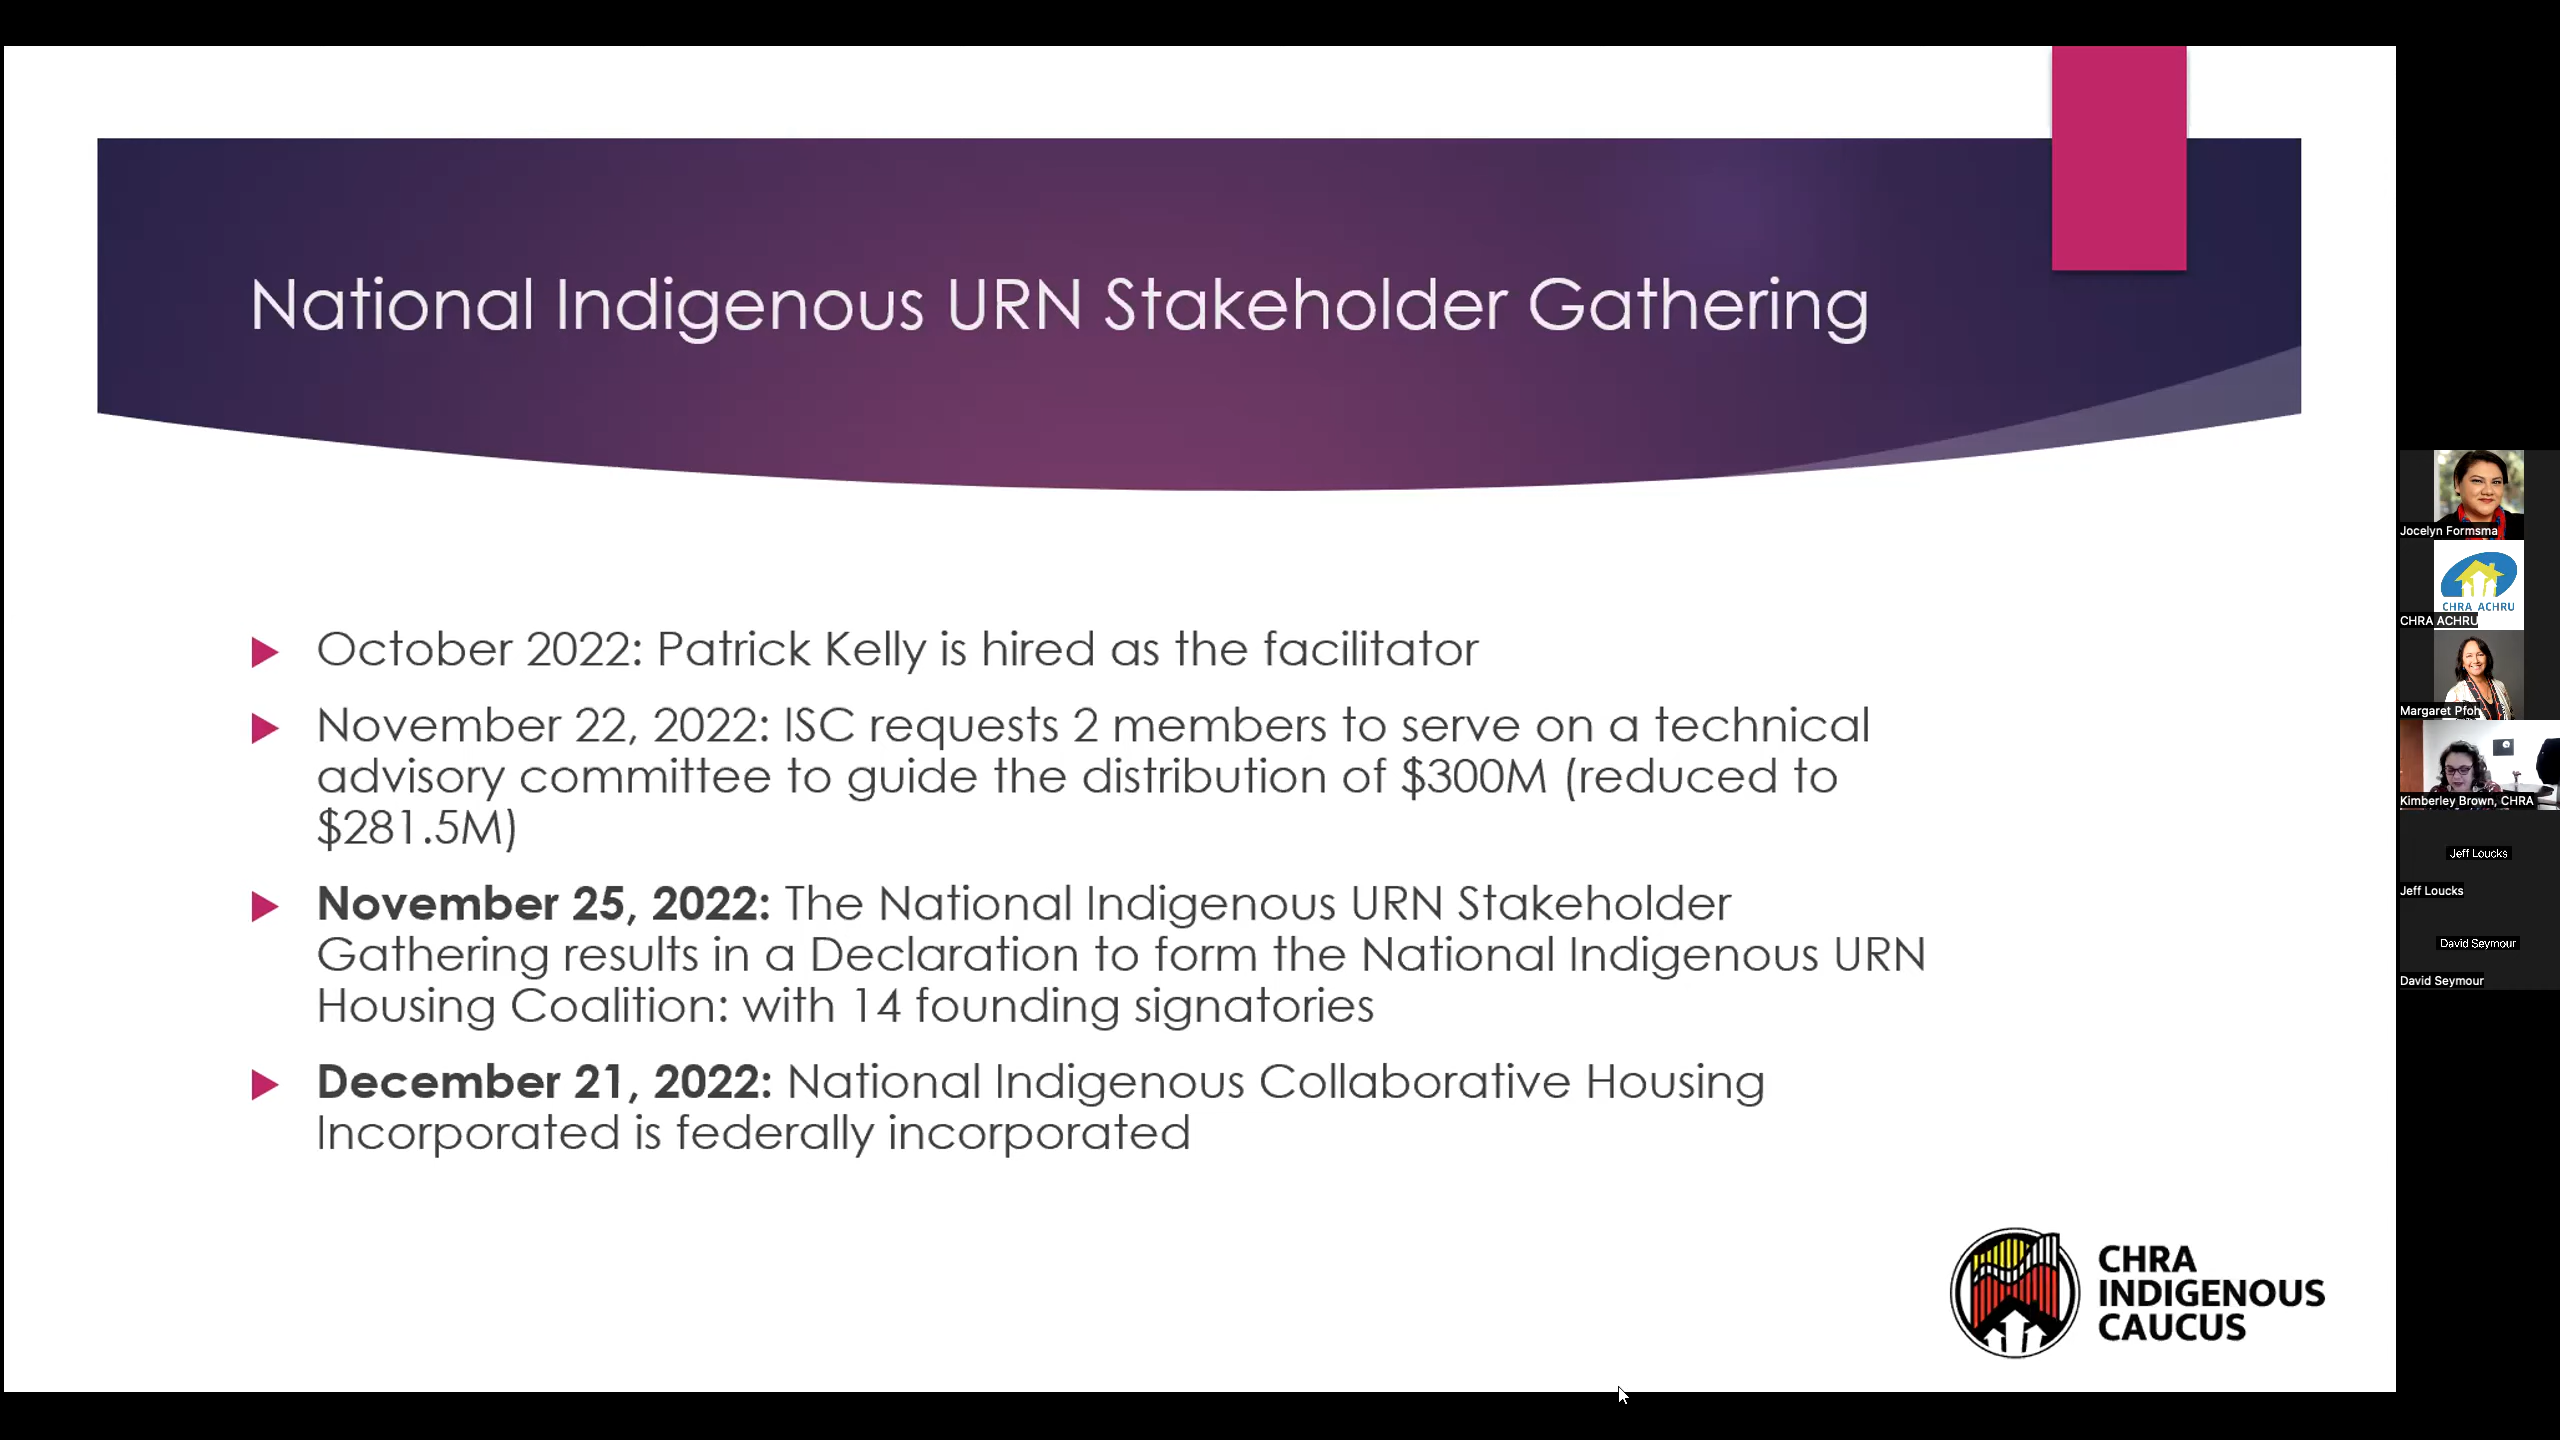 National Indigenous URN Stakeholder Gathering
October 2022: Patrick Kelly is hired as the facilitator
November 22, 2022: ISC requests 2 members to serve on a technical
advisory committee to guide the distribution of $300M (reduced to
$281.5M)
November 25, 2022: The National Indigenous URN Stakeholder
Gathering results in a Declaration to form the National Indigenous URN
Housing Coalition: with 14 founding signatories
December 21, 2022: National Indigenous Collaborative Housing
Incorporated is federally incorporated
CHRA
INDIGENOUS
CAUCUS
Jocelyn Formsma
CHRA ACHRU
CHRA ACHRU
Margaret Pfoh
Kimberley Brown, CHRA
Jeff Loucks
Jeff Loucks
David Seymour
David Seymour